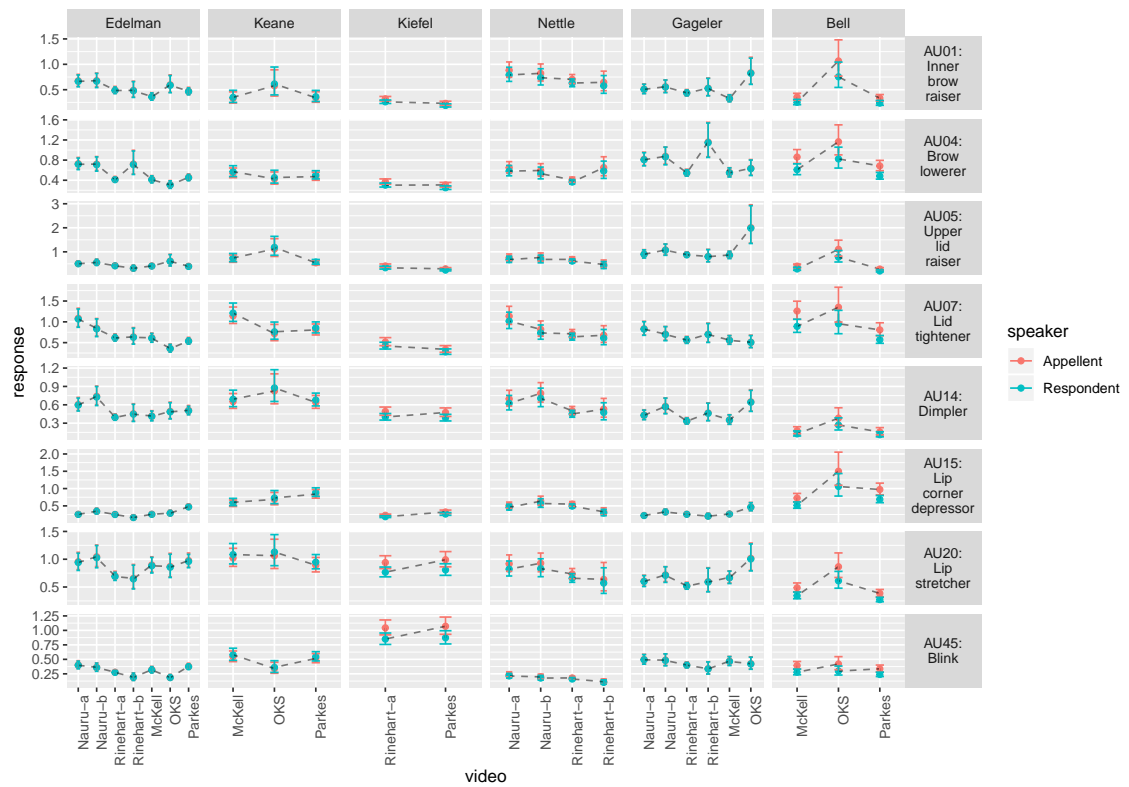 Edelman Keane Kiefel Nettle Gageler Bell
response
1.5
1.0
0.5
AU01:
Inner
brow
raiser
1.6
1.2
0.8
0.4
AU04:
Brow
lowerer
3
2
1
AU05:
Upper
lid
raiser
1.5
1.0
0.5
AU07:
Lid
tightener
1.2
0.9
0.6
0.3
AU14:
Dimpler
2.0
1.5
1.0
0.5
AU15:
Lip
corner
depressor
1.5
1.0
0.5
AU20:
Lip
stretcher
1.25
1.00
0.75
0.50
0.25
AU45:
Blink
Nauru−a
Nauru−b
Rinehart−a
Rinehart−b
McKell
OKS
Parkes
McKell
OKS
Parkes
Rinehart−a
Parkes
Nauru−a
Nauru−b
Rinehart−a
Rinehart−b
Nauru−a
Nauru−b
Rinehart−a
Rinehart−b
McKell
OKS
McKell
OKS
Parkes
video
speaker
Appellent
Respondent